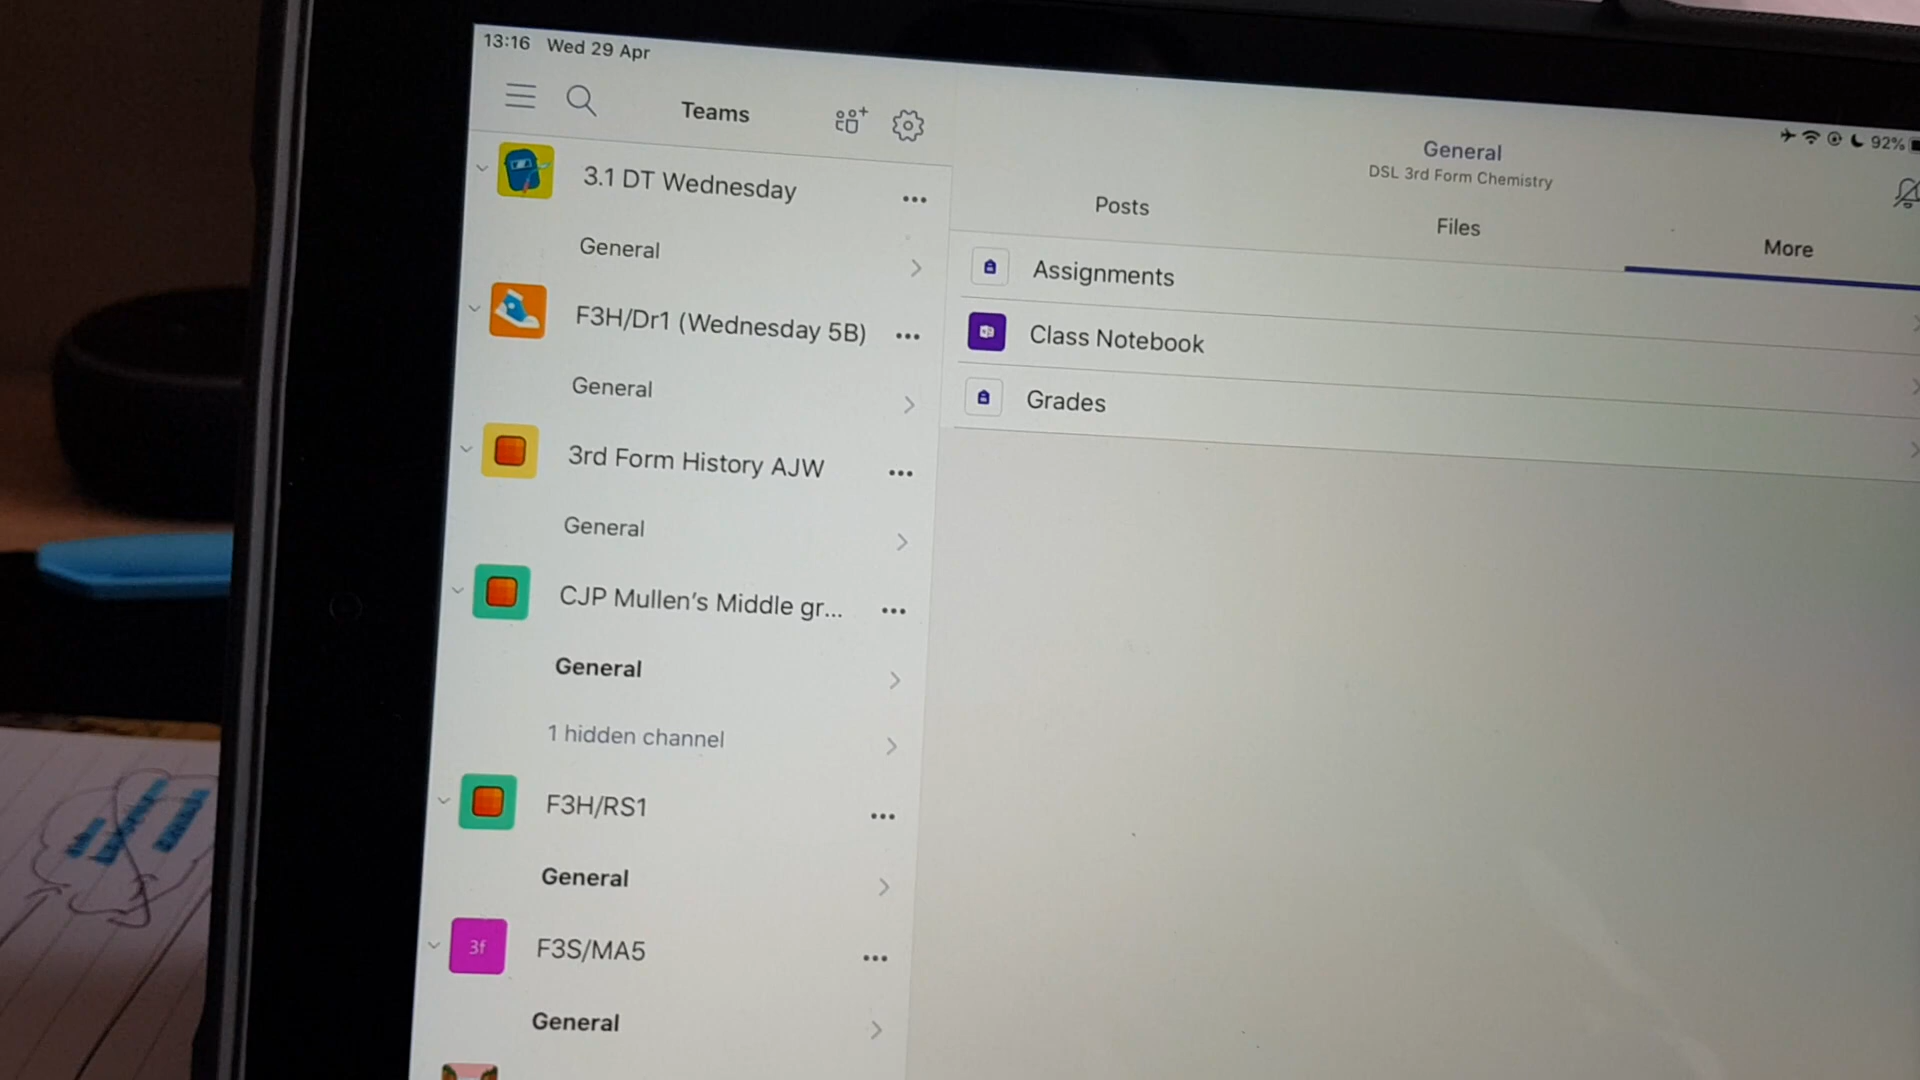 13:16 Wed 29 Apr
92%
Teams
3.1 DT Wednesday
General
F3H/Dr1 (Wednesday 5B)
General
3rd Form History AJW
General
CJP Mullen's Middle gr...
General
1 hidden channel
F3H/RS1
General
3f
F3S/MA5
General
General
DSL 3rd Form Chemistry
Posts
Files
More
Assignments
Class Notebook
Grades